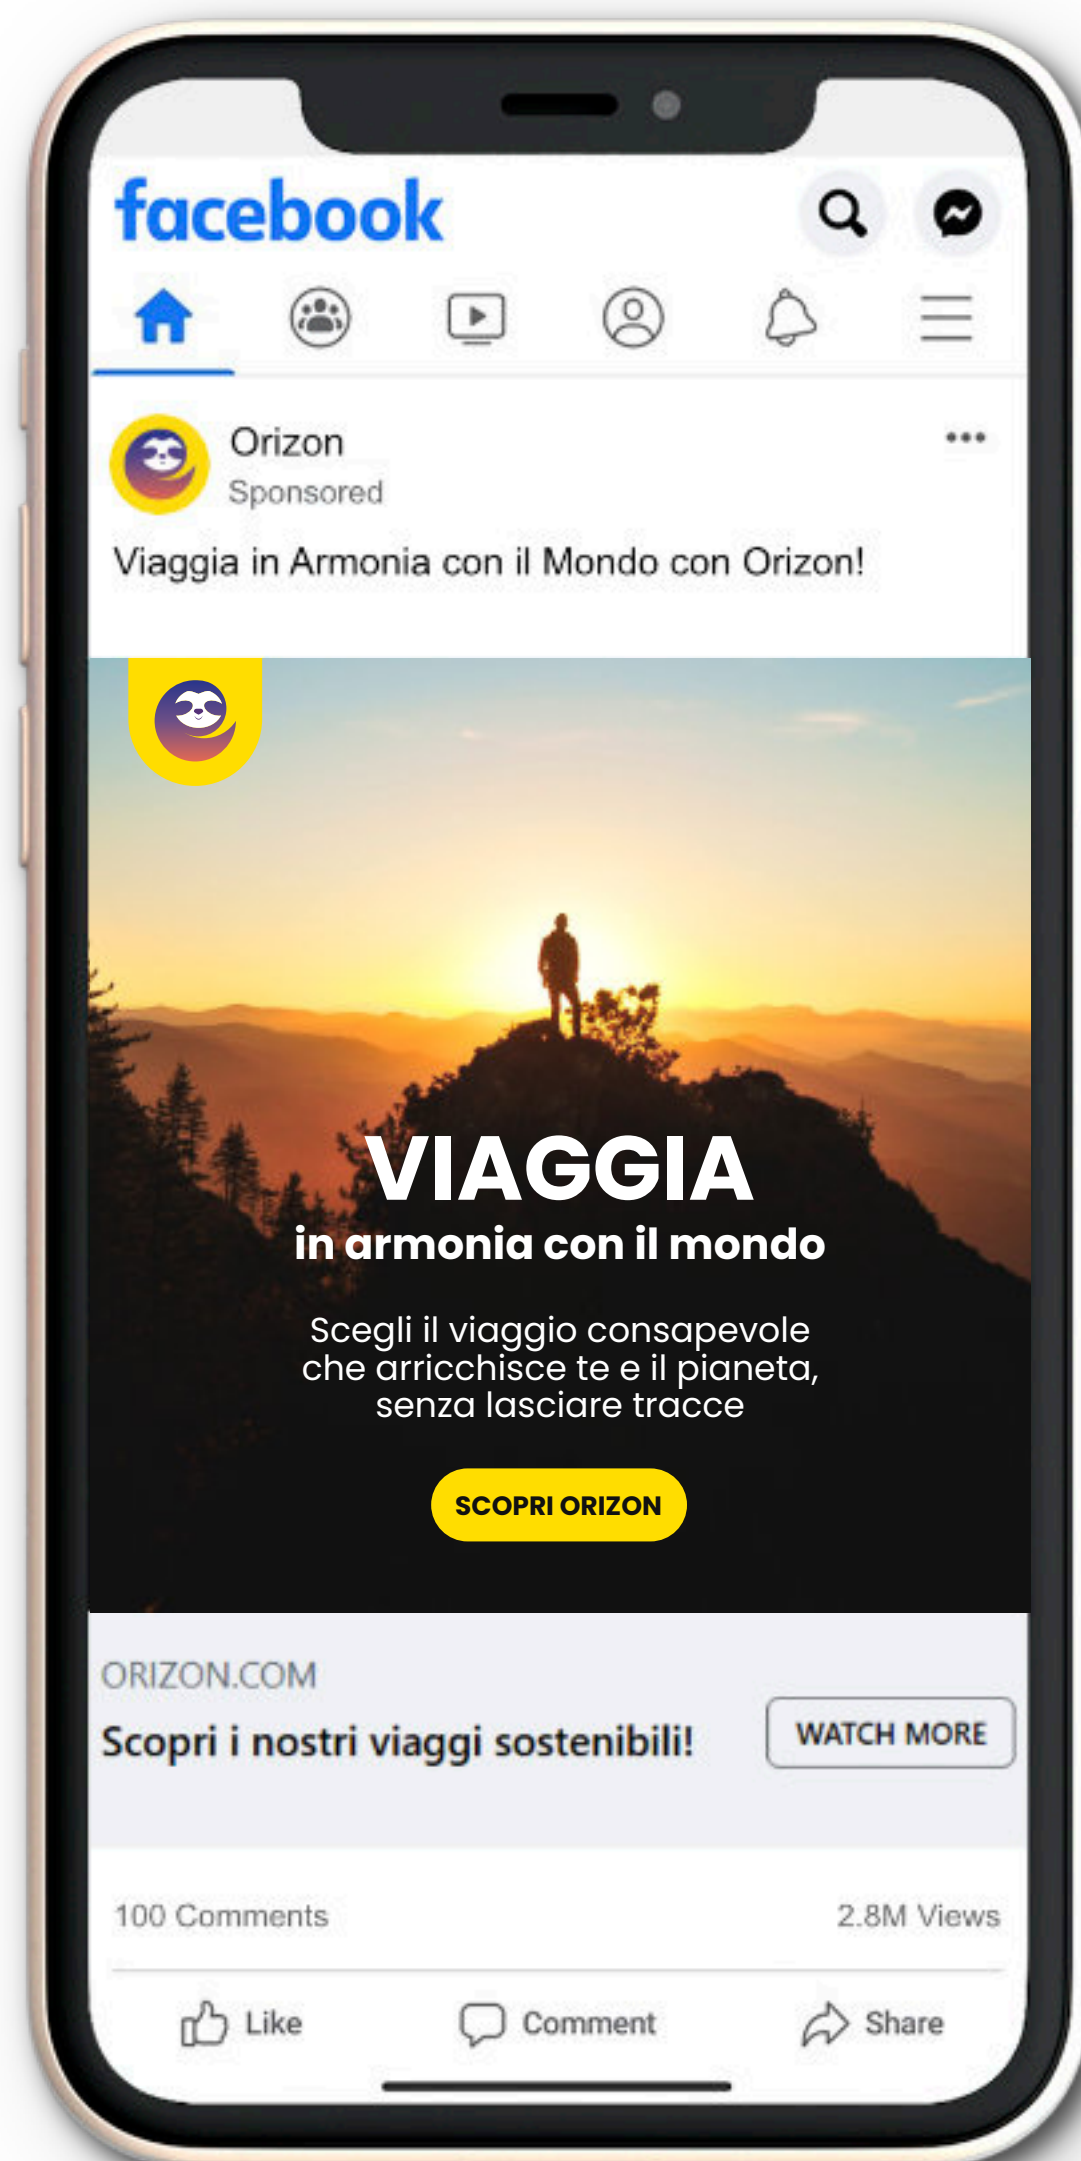 facebook
Orizon
Sponsored
Viaggia in Armonia con il Mondo con Orizon!
VIAGGIA
in armonia con il mondo
Scegli il viaggio consapevole
che arricchisce te e il pianeta,
senza lasciare tracce
SCOPRI ORIZON
ORIZON.COM
Scopri i nostri viaggi sostenibili!
WATCH MORE
100 Comments
2.8M Views
Like
Comment
Share